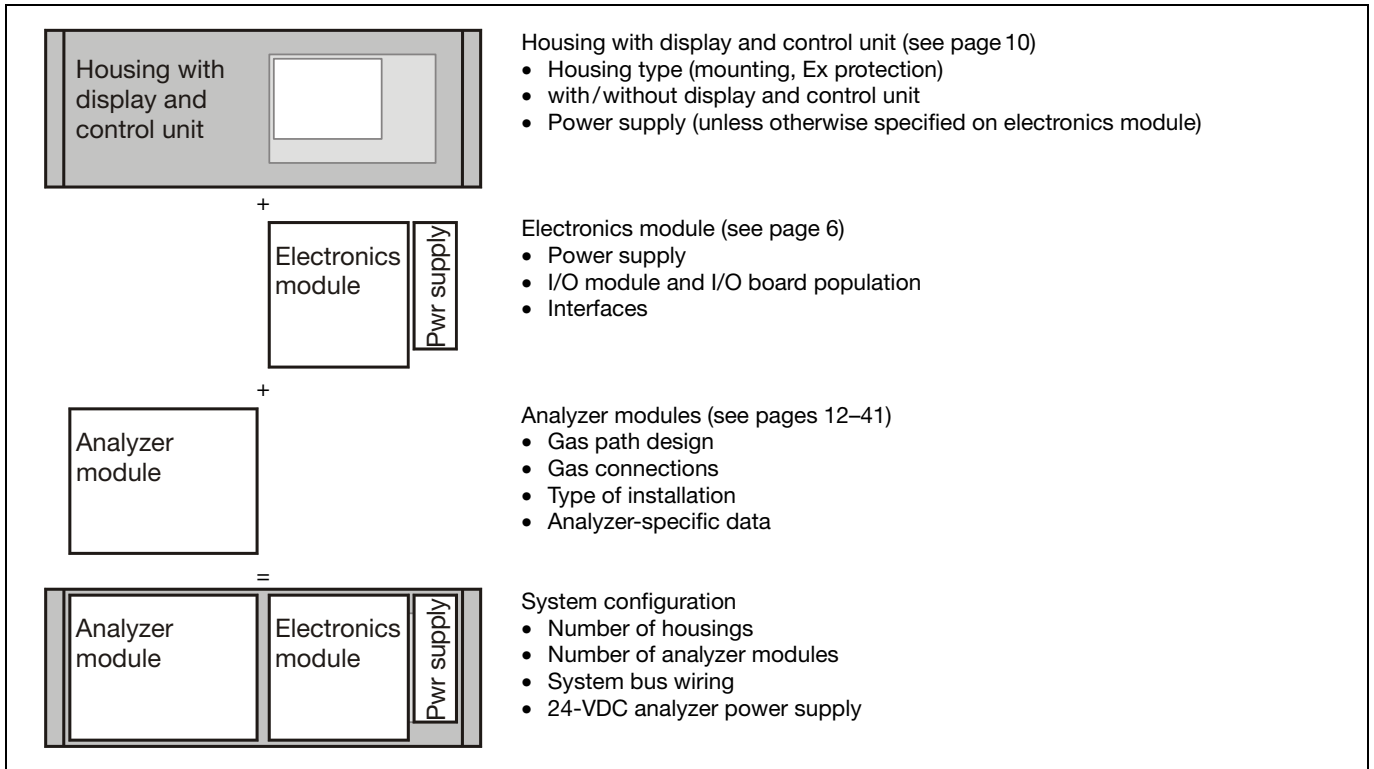 Housing with
display and
control unit
Housing with display and control unit (see page 10)
• Housing type (mounting, Ex protection)
• with/without display and control unit
• Power supply (unless otherwise specified on electronics module)
+
Electronics
module
Pwr supply
Electronics module (see page 6)
• Power supply
• I/O module and I/O board population
• Interfaces
+
Analyzer
module
Analyzer modules (see pages 12–41)
• Gas path design
• Gas connections
• Type of installation
• Analyzer-specific data
=
Analyzer
module
Electronics
module
Pwr supply
System configuration
• Number of housings
• Number of analyzer modules
• System bus wiring
• 24-VDC analyzer power supply